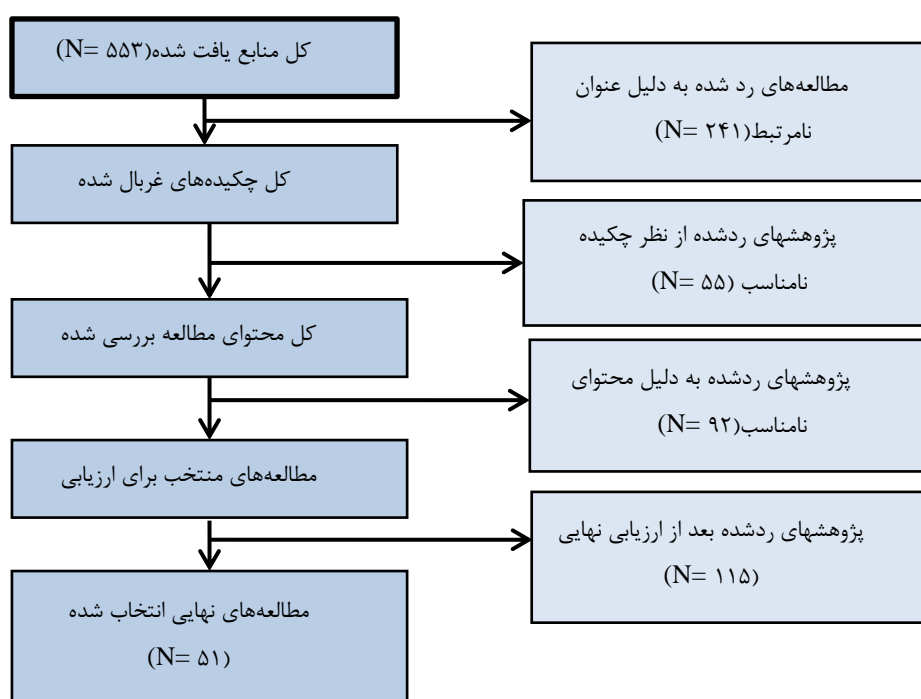 کل منابع یافت شده(N= ۵۵۳)
مطالعه‌های رد شده به دلیل عنوان
نامرتبط(N= ۲۴۱)
کل چکیده‌های غربال شده
پژوهشهای ردشده از نظر چکیده
نامناسب (N= ۵۵)
کل محتوای مطالعه بررسی شده
پژوهشهای ردشده به دلیل محتوای
نامناسب(N= ۹۲)
مطالعه‌های منتخب برای ارزیابی
پژوهشهای ردشده بعد از ارزیابی نهایی
(N= ۱۱۵)
مطالعه‌های نهایی انتخاب شده
(N= ۵۱)